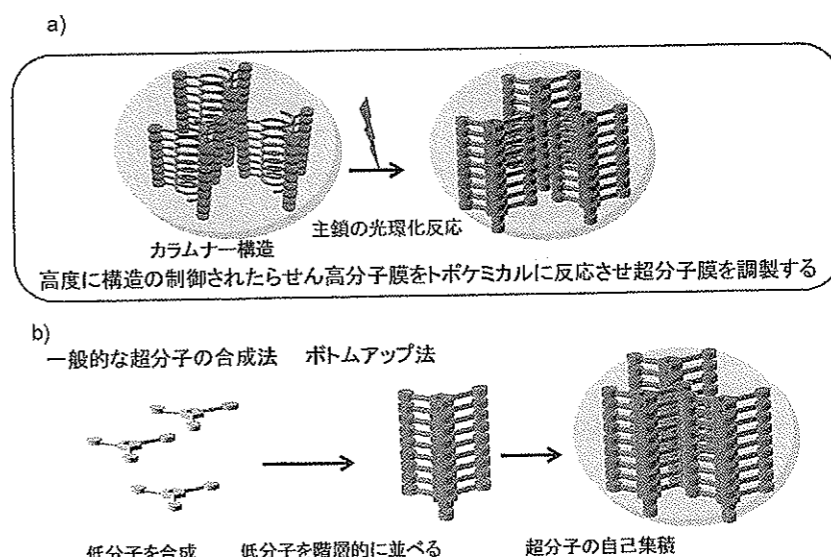 a)
カラムナー構造
主鎖の光環化反応
高度に構造の制御されたらせん高分子膜をトポケミカルに反応させ超分子膜を調製する
b)
一般的な超分子の合成法 ボトムアップ法
低分子を合成 低分子を階層的に並べる 超分子の自己集積